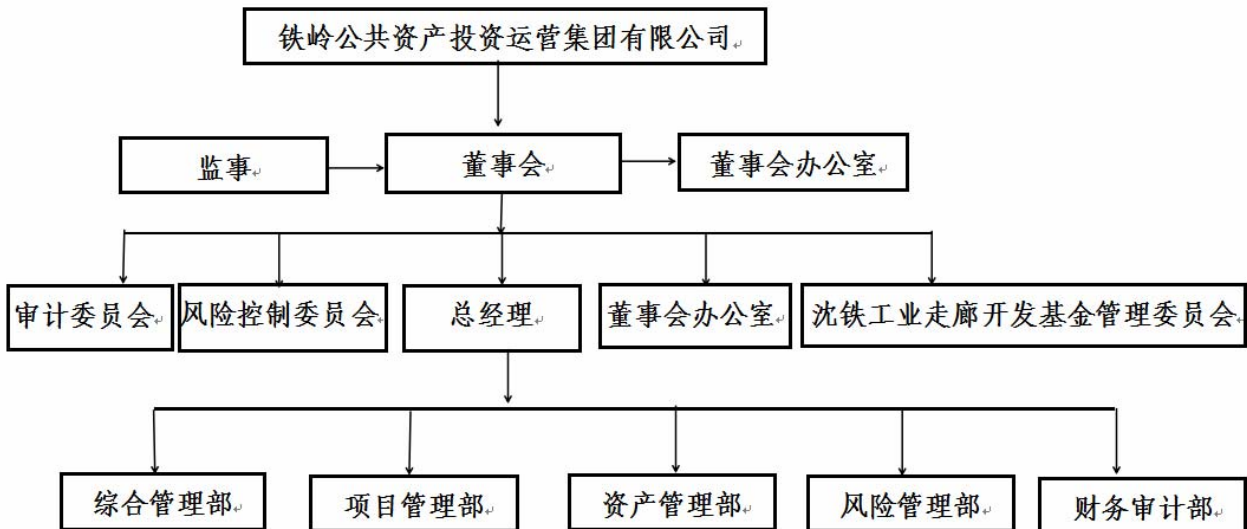 铁岭公共资产投资运营集团有限公司
监事
董事会
董事会办公室
审计委员会
风险控制委员会
总经理
董事会办公室
沈铁工业走廊开发基金管理委员会
综合管理部
项目管理部
资产管理部
风险管理部
财务审计部